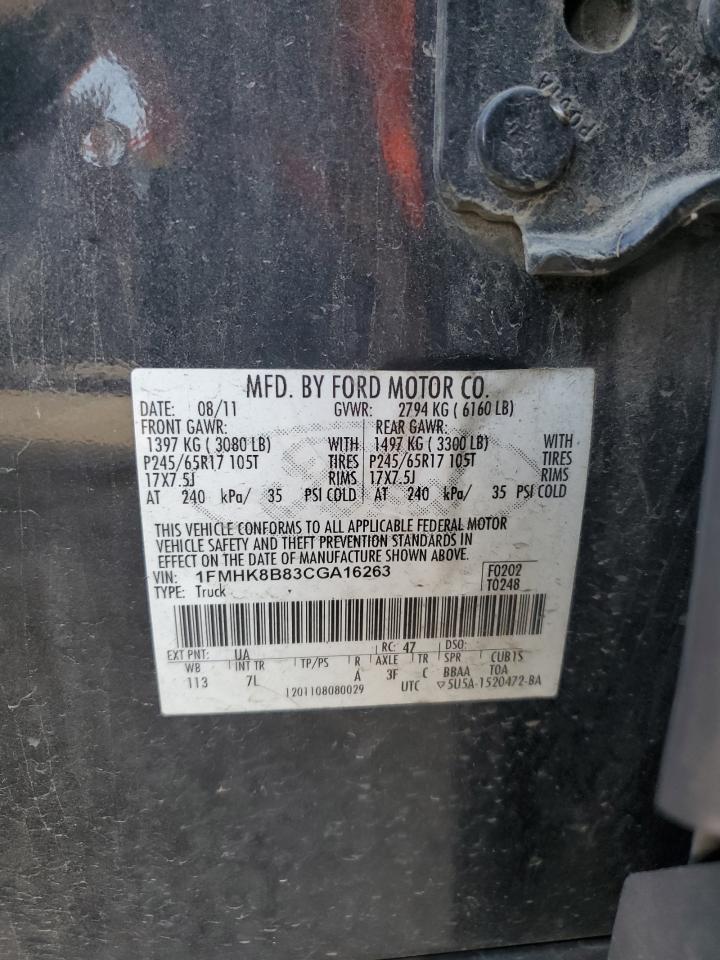 MFD. BY FORD MOTOR CO.
DATE: 08/11 GVWR: 2794 KG ( 6160 LB)
FRONT GAWR: REAR GAWR:
1397 KG ( 3080 LB) WITH 1497 KG ( 3300 LB) WITH
P245/65R17 105T TIRES P245/65R17 105T TIRES
17X7.5J RIMS 17X7.5J RIMS
AT 240 kPa/ 35 PSI COLD AT 240 kPa/ 35 PSI COLD
THIS VEHICLE CONFORMS TO ALL APPLICABLE FEDERAL MOTOR
VEHICLE SAFETY AND THEFT PREVENTION STANDARDS IN
EFFECT ON THE DATE OF MANUFACTURE SHOWN ABOVE.
VIN: 1FMHK8B83CGA16263 F0202
TYPE: Truck T0248
EXT PNT: UA RC: 47 DSO:
WB INT TR TP/PS R AXLE TR SPR CUB1S
113 7L A 3F C BBAA TOA
1201108080029 UTC ▽5U5A-1520472-BA